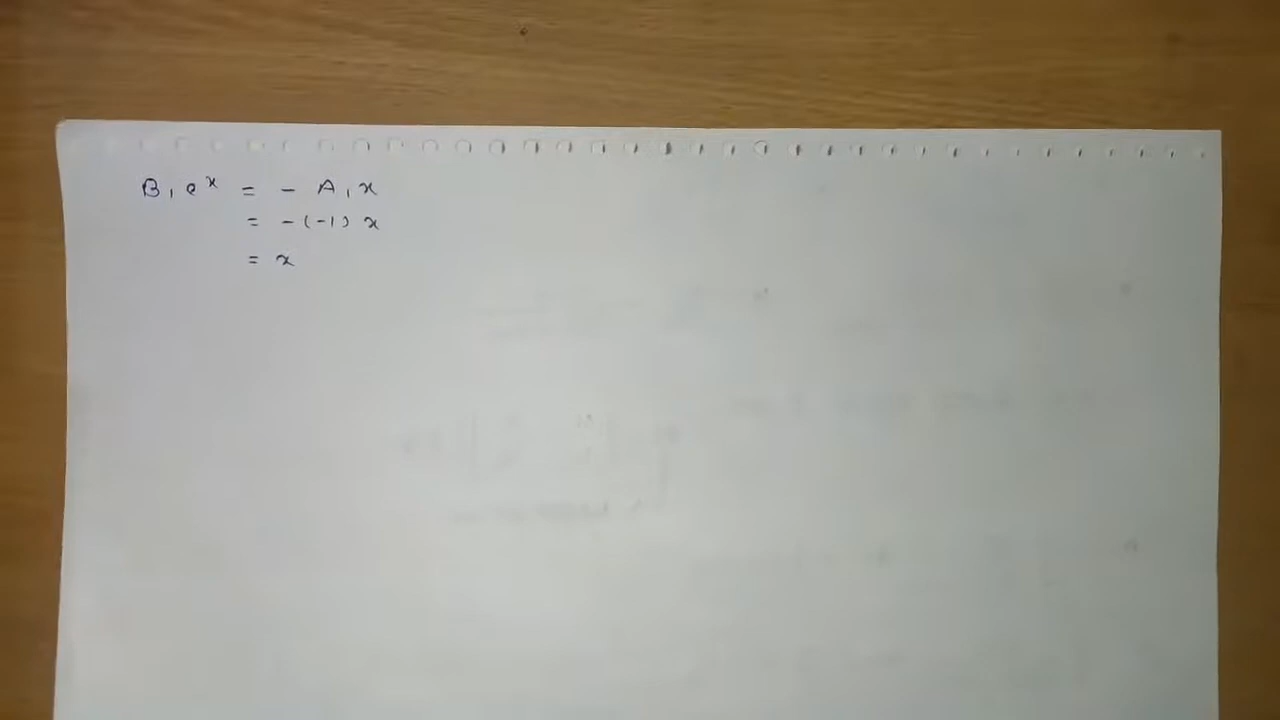 B₁ eˣ = - A₁ x
= -(-1) x
= x